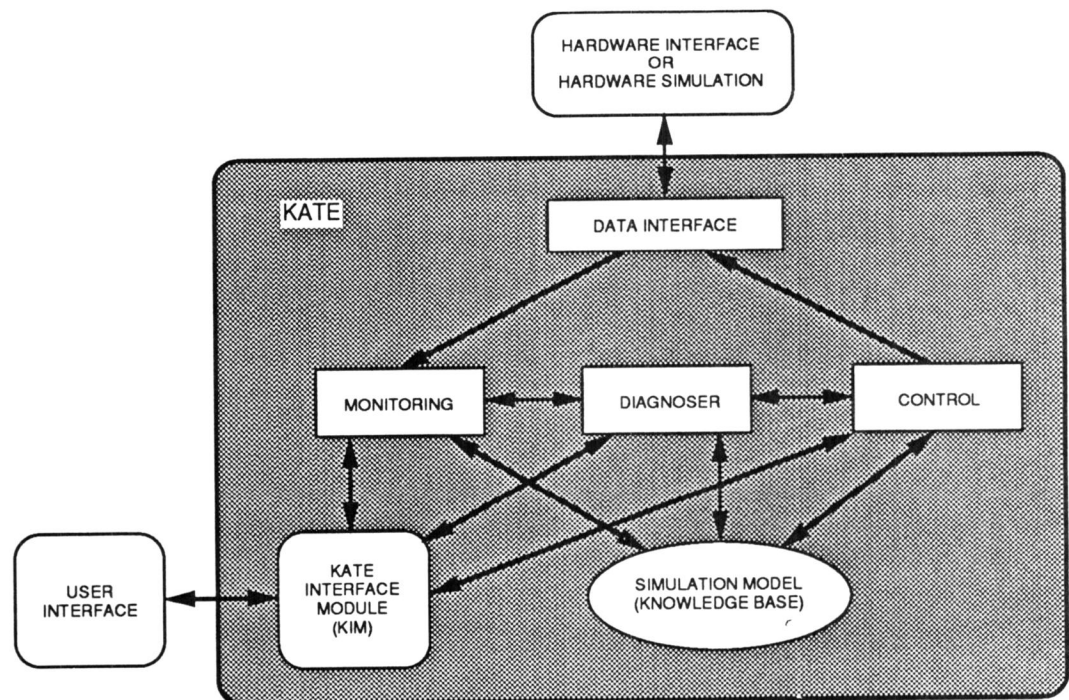 HARDWARE INTERFACE
OR
HARDWARE SIMULATION
KATE
DATA INTERFACE
MONITORING
DIAGNOSER
CONTROL
USER
INTERFACE
KATE
INTERFACE
MODULE
(KIM)
SIMULATION MODEL
(KNOWLEDGE BASE)